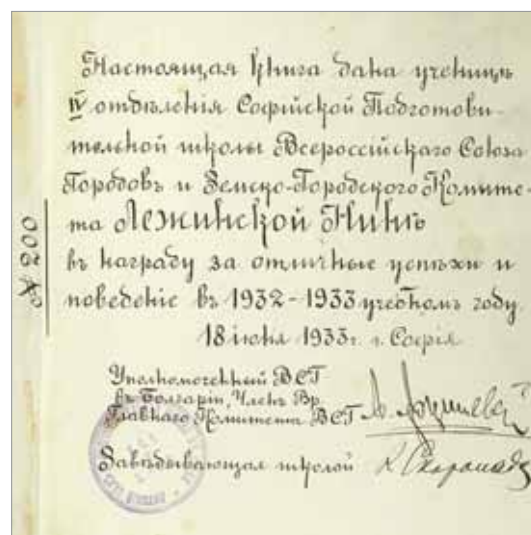 Настоящая книга дана ученицѣ
IV отдѣленія Софійской Подготови-
тельной школы Всероссійскаго Союза
Городовъ и Земско-Городского Комите-
та Лежинской Нинѣ
въ награду за отличные успѣхи и
поведеніе въ 1932-1933 учебномъ году
18 іюня 1933 г. г. Софія
№ 200
Уполномоченный ВСГ
въ Болгаріи, Членъ Вр.
Главнаго Комитета ВСГ
Завѣдывающая школой